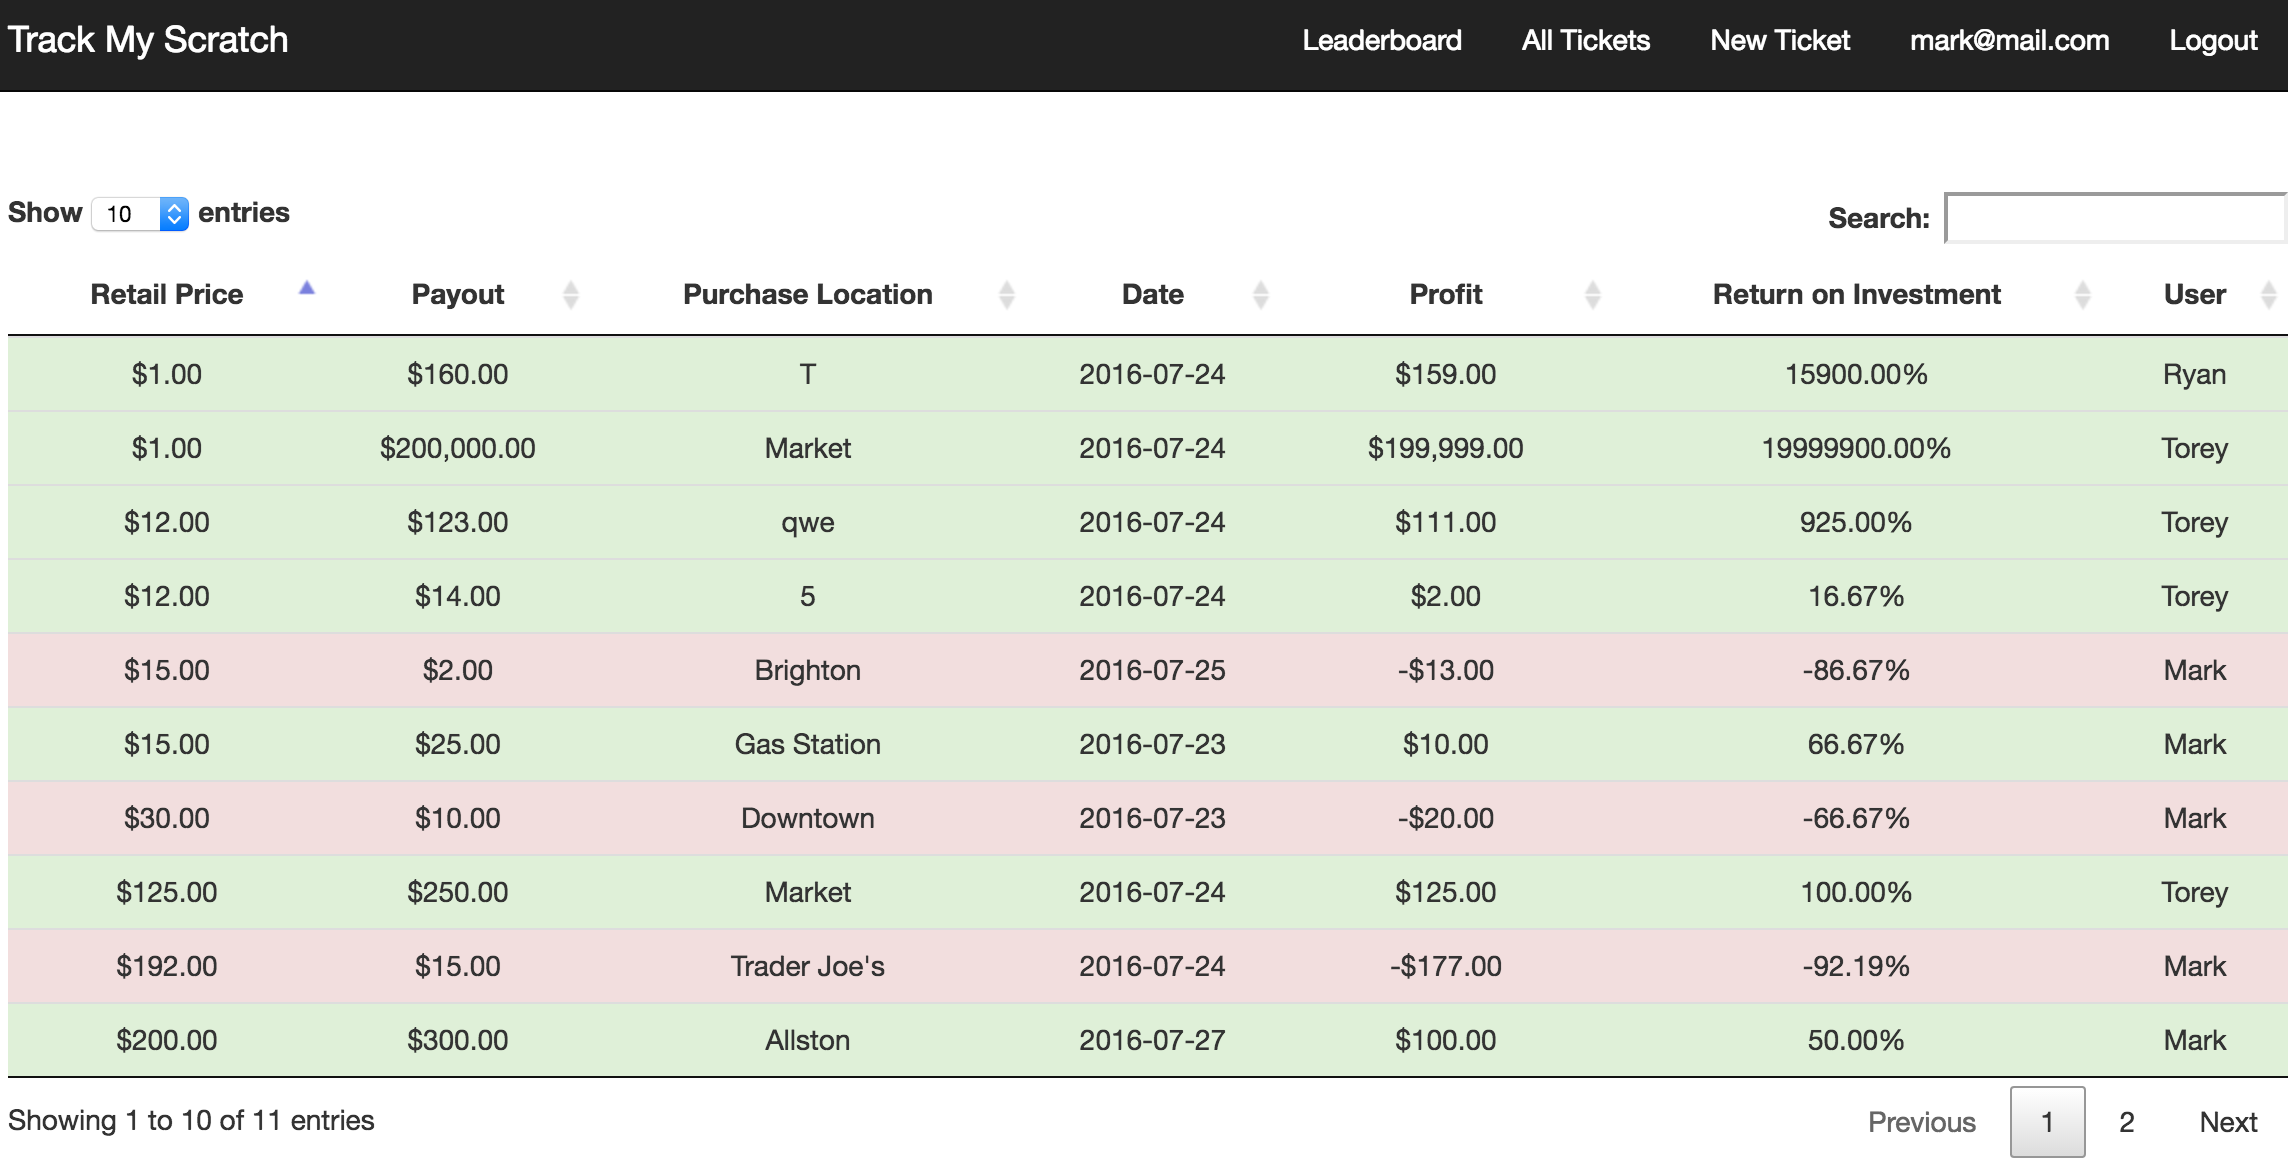 Track My Scratch Leaderboard All Tickets New Ticket mark@mail.com Logout
Show 10 entries Search:
Retail Price Payout Purchase Location Date Profit Return on Investment User
$1.00 $160.00 T 2016-07-24 $159.00 15900.00% Ryan
$1.00 $200,000.00 Market 2016-07-24 $199,999.00 19999900.00% Torey
$12.00 $123.00 qwe 2016-07-24 $111.00 925.00% Torey
$12.00 $14.00 5 2016-07-24 $2.00 16.67% Torey
$15.00 $2.00 Brighton 2016-07-25 -$13.00 -86.67% Mark
$15.00 $25.00 Gas Station 2016-07-23 $10.00 66.67% Mark
$30.00 $10.00 Downtown 2016-07-23 -$20.00 -66.67% Mark
$125.00 $250.00 Market 2016-07-24 $125.00 100.00% Torey
$192.00 $15.00 Trader Joe's 2016-07-24 -$177.00 -92.19% Mark
$200.00 $300.00 Allston 2016-07-27 $100.00 50.00% Mark
Showing 1 to 10 of 11 entries Previous 1 2 Next